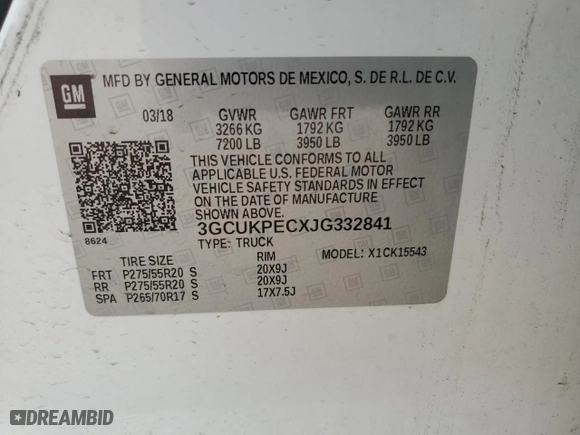 GM
MFD BY GENERAL MOTORS DE MEXICO, S. DE R.L. DE C.V.
03/18 GVWR GAWR FRT GAWR RR
3266 KG 1792 KG 1792 KG
7200 LB 3950 LB 3950 LB
THIS VEHICLE CONFORMS TO ALL
APPLICABLE U.S. FEDERAL MOTOR
VEHICLE SAFETY STANDARDS IN EFFECT
ON THE DATE OF MANUFACTURE
SHOWN ABOVE.
8624 3GCUKPECXJG332841
TYPE: TRUCK MODEL: X1CK15543
TIRE SIZE RIM
FRT P275/55R20 S 20X9J
RR P275/55R20 S 20X9J
SPA P265/70R17 S 17X7.5J
DREAMBID